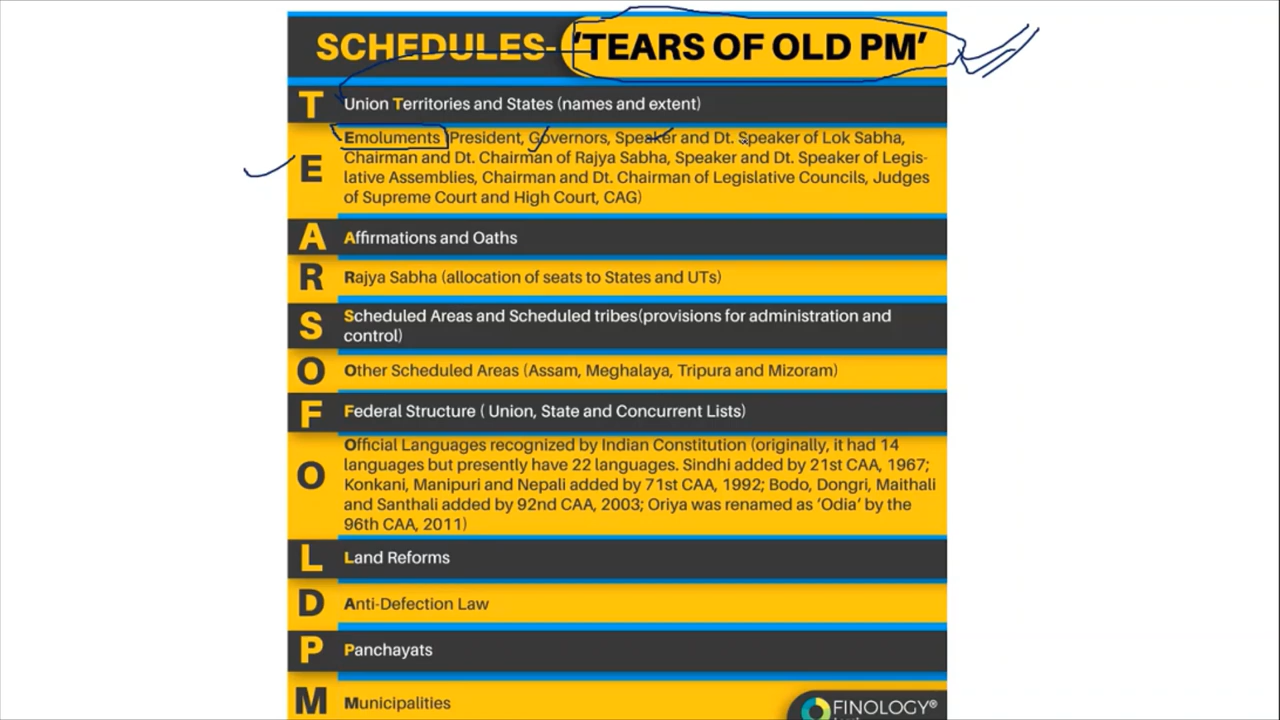 SCHEDULES- 'TEARS OF OLD PM'
T Union Territories and States (names and extent)
E Emoluments (President, Governors, Speaker and Dt. Speaker of Lok Sabha,
Chairman and Dt. Chairman of Rajya Sabha, Speaker and Dt. Speaker of Legis-
lative Assemblies, Chairman and Dt. Chairman of Legislative Councils, Judges
of Supreme Court and High Court, CAG)
A Affirmations and Oaths
R Rajya Sabha (allocation of seats to States and UTs)
S Scheduled Areas and Scheduled tribes(provisions for administration and
control)
O Other Scheduled Areas (Assam, Meghalaya, Tripura and Mizoram)
F Federal Structure ( Union, State and Concurrent Lists)
O Official Languages recognized by Indian Constitution (originally, it had 14
languages but presently have 22 languages. Sindhi added by 21st CAA, 1967;
Konkani, Manipuri and Nepali added by 71st CAA, 1992; Bodo, Dongri, Maithali
and Santhali added by 92nd CAA, 2003; Oriya was renamed as 'Odia' by the
96th CAA, 2011)
L Land Reforms
D Anti-Defection Law
P Panchayats
M Municipalities
FINOLOGY®